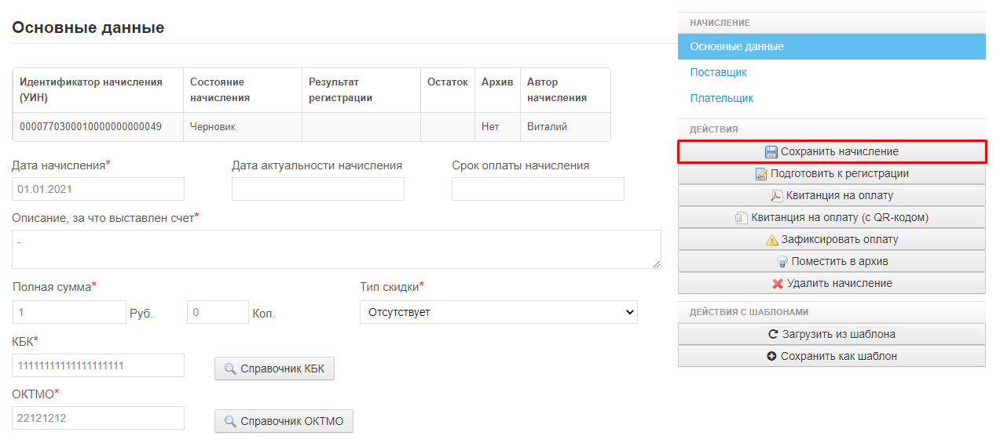 Основные данные
Идентификатор начисления (УИН)
Состояние начисления
Результат регистрации
Остаток
Архив
Автор начисления
0000770300010000000000049
Черновик
Нет
Виталий
Дата начисления*
Дата актуальности начисления
Срок оплаты начисления
01.01.2021
Описание, за что выставлен счет*
-
Полная сумма*
Тип скидки*
1 Руб.
0 Коп.
Отсутствует
КБК*
11111111111111111111
Справочник КБК
ОКТМО*
22121212
Справочник ОКТМО
НАЧИСЛЕНИЕ
Основные данные
Поставщик
Плательщик
ДЕЙСТВИЯ
Сохранить начисление
Подготовить к регистрации
Квитанция на оплату
Квитанция на оплату (с QR-кодом)
Зафиксировать оплату
Поместить в архив
Удалить начисление
ДЕЙСТВИЯ С ШАБЛОНАМИ
Загрузить из шаблона
Сохранить как шаблон